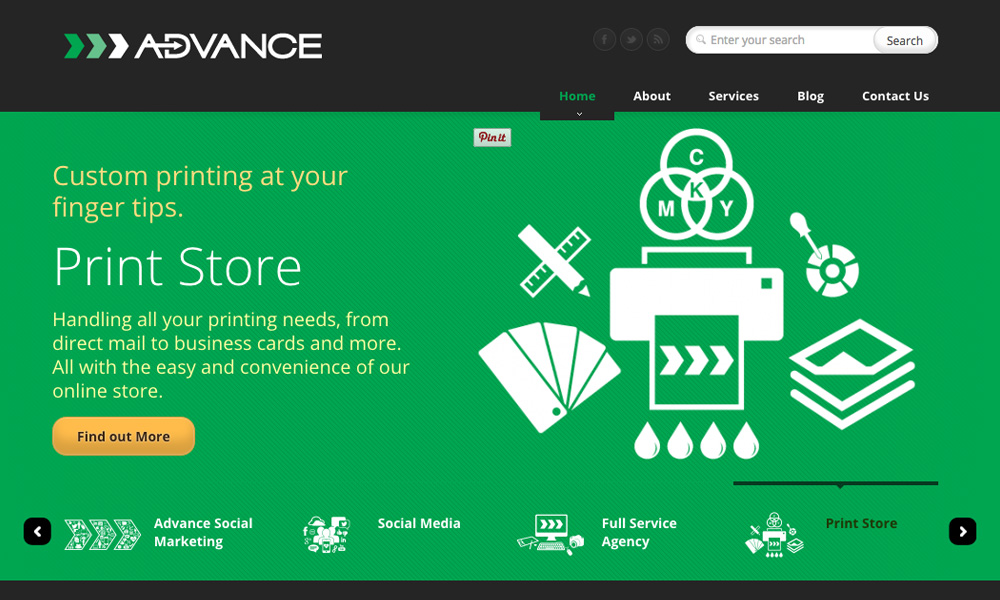 ADVANCE
Enter your search
Search
Home
About
Services
Blog
Contact Us
Pin it
Custom printing at your
finger tips.
Print Store
Handling all your printing needs, from
direct mail to business cards and more.
All with the easy and convenience of our
online store.
Find out More
C
K
M
Y
Advance Social
Marketing
Social Media
Full Service
Agency
Print Store